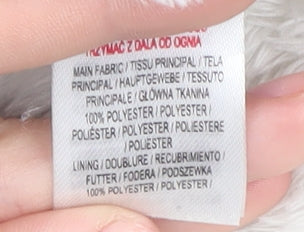 TRZYMAĆ Z DALA OD OGNIA
MAIN FABRIC / TISSU PRINCIPAL / TELA
PRINCIPAL / HAUPTGEWEBE / TESSUTO
PRINCIPALE / GŁÓWNA TKANINA
100% POLYESTER / POLYESTER /
POLIÉSTER / POLYESTER / POLIESTERE
/ POLIESTER
LINING / DOUBLURE / RECUBRIMIENTO /
FUTTER / FODERA / PODSZEWKA
100% POLYESTER / POLYESTER /